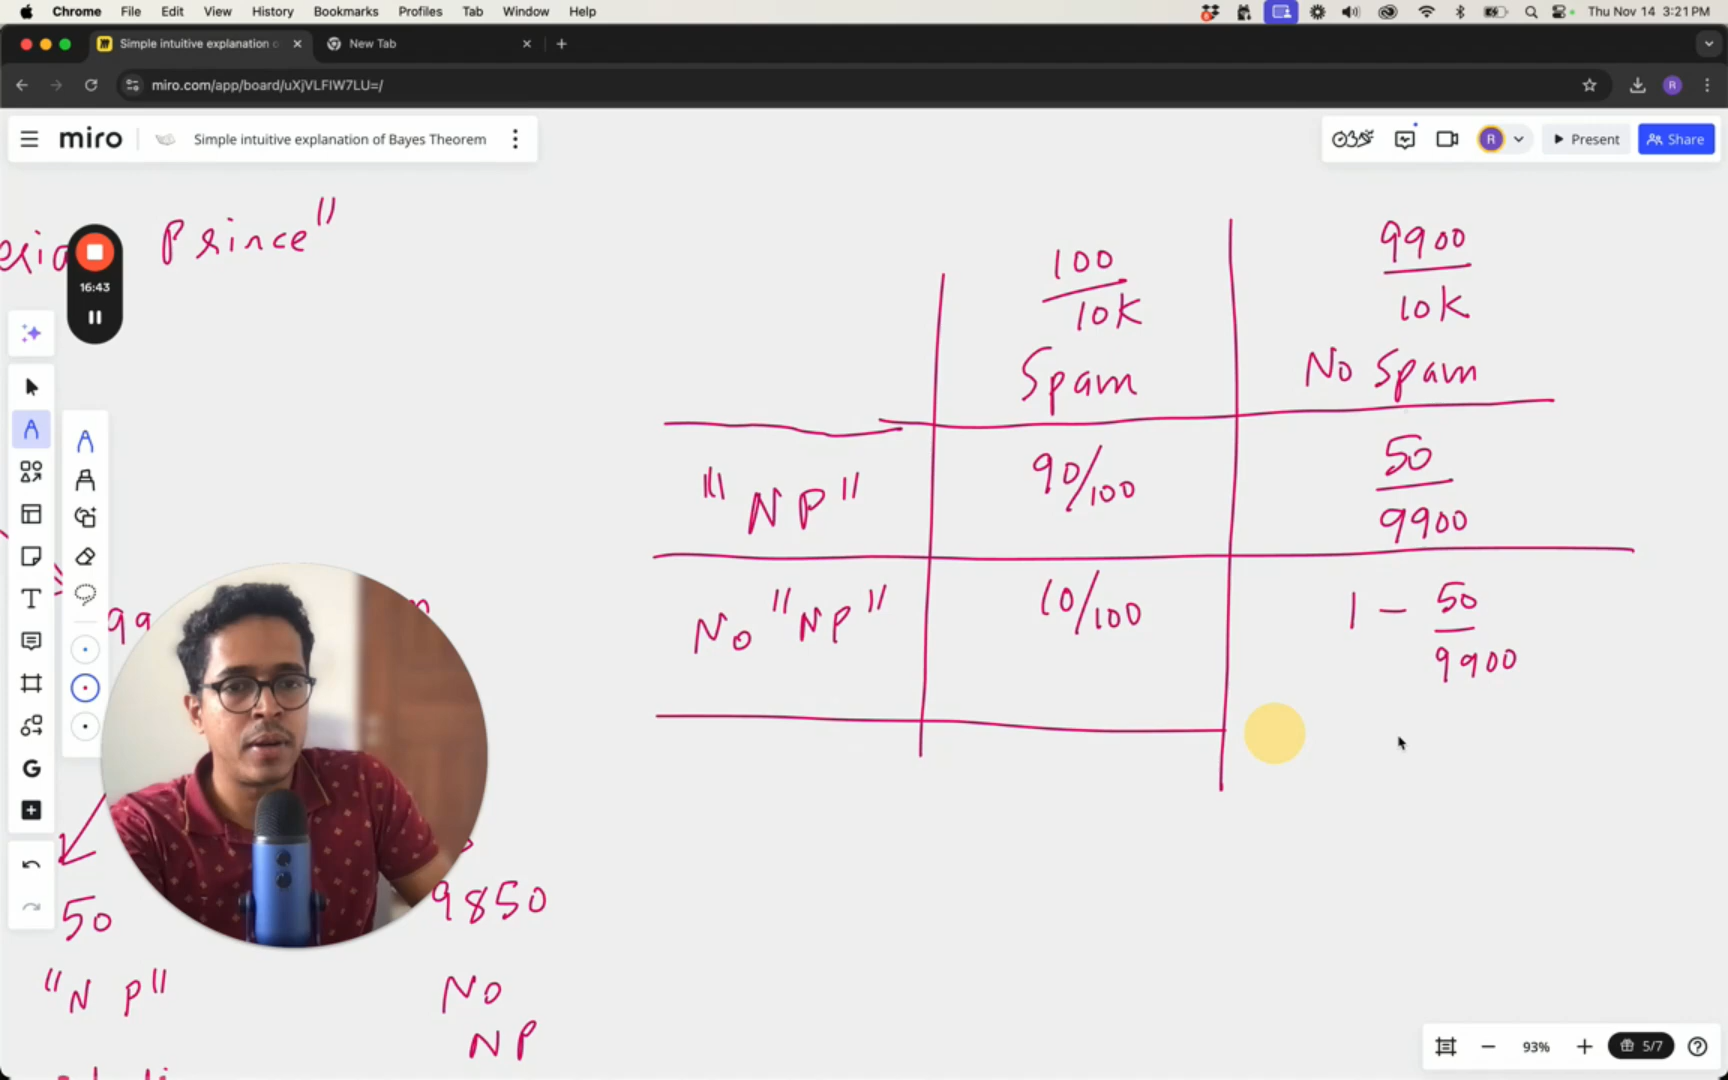 Chrome File Edit View History Bookmarks Profiles Tab Window Help Thu Nov 14 3:21 PM
Simple intuitive explanation o
New Tab
miro.com/app/board/uXjVLFIW7LU=/
R
miro Simple intuitive explanation of Bayes Theorem
R Present Share
Prince"
16:43
100
10K
Spam
9900
10K
No Spam
"NP" 90/100 50
9900
No "NP" 10/100 1 - 50
9900
50
"N P"
9850
No
NP
T
G
93% 5/7